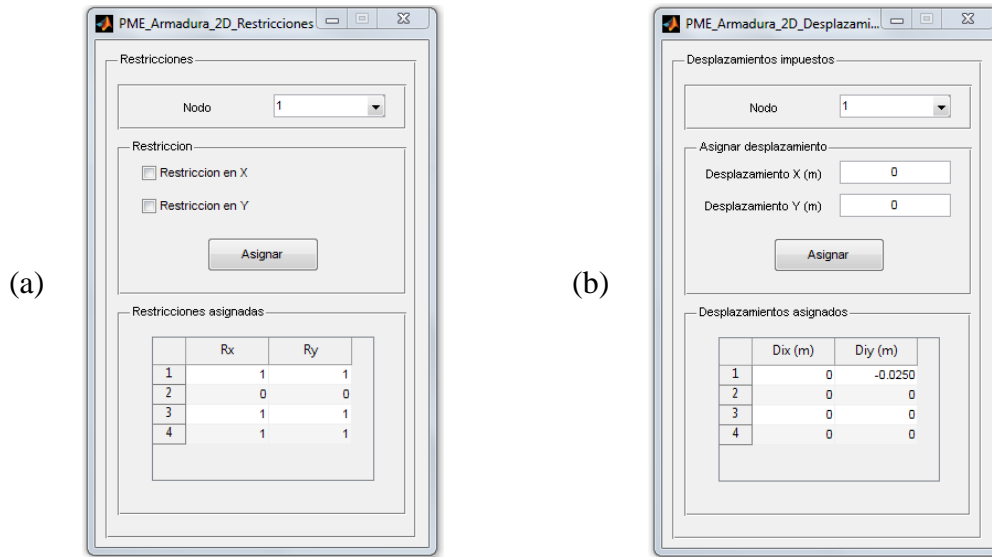 PME_Armadura_2D_Restricciones
Restricciones
Nodo 1
Restriccion
Restriccion en X
Restriccion en Y
Asignar
(a)
Restricciones asignadas
Rx Ry
1 1 1
2 0 0
3 1 1
4 1 1
PME_Armadura_2D_Desplazami...
Desplazamientos impuestos
Nodo 1
Asignar desplazamiento
Desplazamiento X (m) 0
Desplazamiento Y (m) 0
Asignar
(b)
Desplazamientos asignados
Dix (m) Diy (m)
1 0 -0.0250
2 0 0
3 0 0
4 0 0